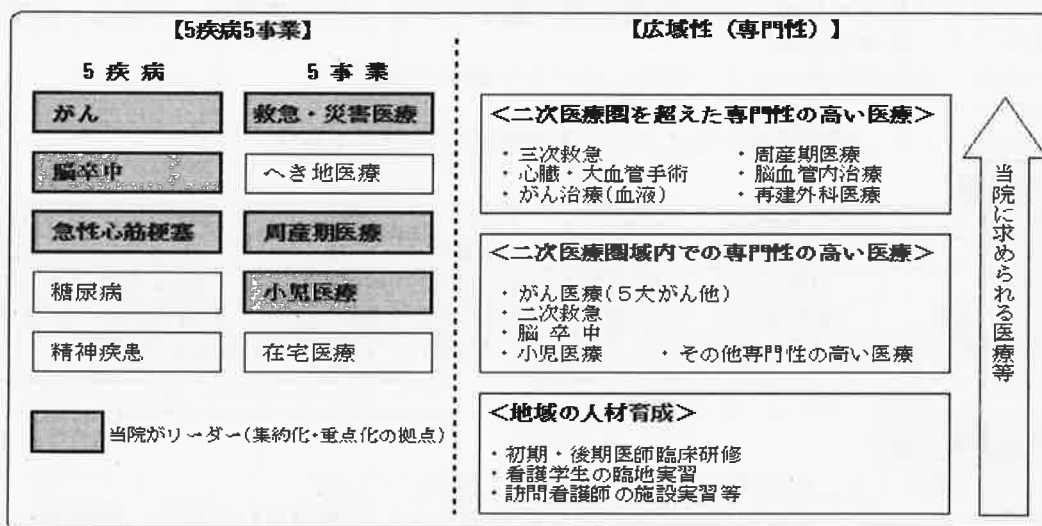 【5疾病5事業】
5 疾 病
5 事 業
がん
救急・災害医療
脳卒中
へき地医療
急性心筋梗塞
周産期医療
糖尿病
小児医療
精神疾患
在宅医療
当院がリーダー(集約化・重点化の拠点)
【広域性(専門性)】
<二次医療圏を超えた専門性の高い医療>
・三次救急 ・周産期医療
・心臓・大血管手術 ・脳血管内治療
・がん治療(血液) ・再建外科医療
<二次医療圏域内での専門性の高い医療>
・がん医療(5大がん他)
・二次救急
・脳 卒 中
・小児医療 ・その他専門性の高い医療
<地域の人材育成>
・初期・後期医師臨床研修
・看護学生の臨地実習
・訪問看護師の施設実習等
当院に求められる医療等